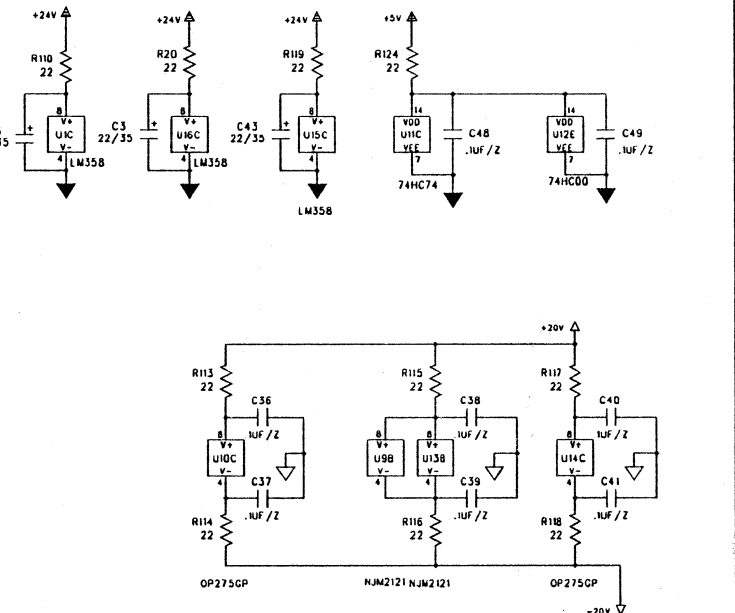 +24V
+24V
+24V
+5V
R110
22
R20
22
R119
22
R124
22
8
V+
U1C
V-
4
LM358
C3
22/35
+
8
V+
U16C
V-
4
LM358
C43
22/35
+
8
V+
U15C
V-
4
LM358
14
VDD
U11C
VEE
7
74HC74
C48
.1UF/Z
14
VDD
U12E
VEE
7
74HC00
C49
.1UF/Z
+20V
R113
22
R115
22
R117
22
C36
.1UF/Z
C38
.1UF/Z
C40
.1UF/Z
8
V+
U10C
V-
4
8
V+
U9B
V-
4
8
V+
U13B
V-
4
8
V+
U14C
V-
4
C37
.1UF/Z
C39
.1UF/Z
C41
.1UF/Z
R114
22
R116
22
R118
22
OP275GP
NJM2121 NJM2121
OP275GP
-20V